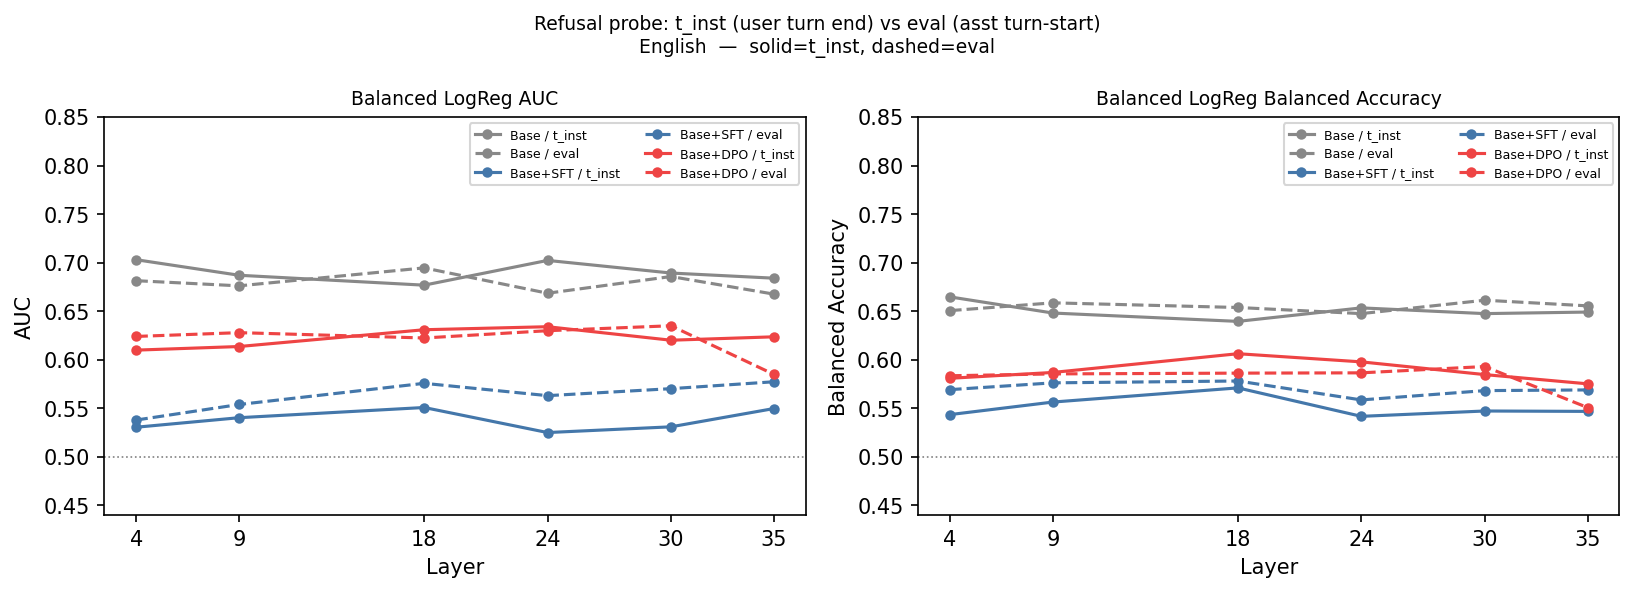 Refusal probe: t_inst (user turn end) vs eval (asst turn-start)
English — solid=t_inst, dashed=eval
Balanced LogReg AUC
0.85
0.80
0.75
0.70
0.65
0.60
0.55
0.50
0.45
AUC
Base / t_inst
Base / eval
Base+SFT / t_inst
Base+SFT / eval
Base+DPO / t_inst
Base+DPO / eval
4 9 18 24 30 35
Layer
Balanced LogReg Balanced Accuracy
0.85
0.80
0.75
0.70
0.65
0.60
0.55
0.50
0.45
Balanced Accuracy
Base / t_inst
Base / eval
Base+SFT / t_inst
Base+SFT / eval
Base+DPO / t_inst
Base+DPO / eval
4 9 18 24 30 35
Layer